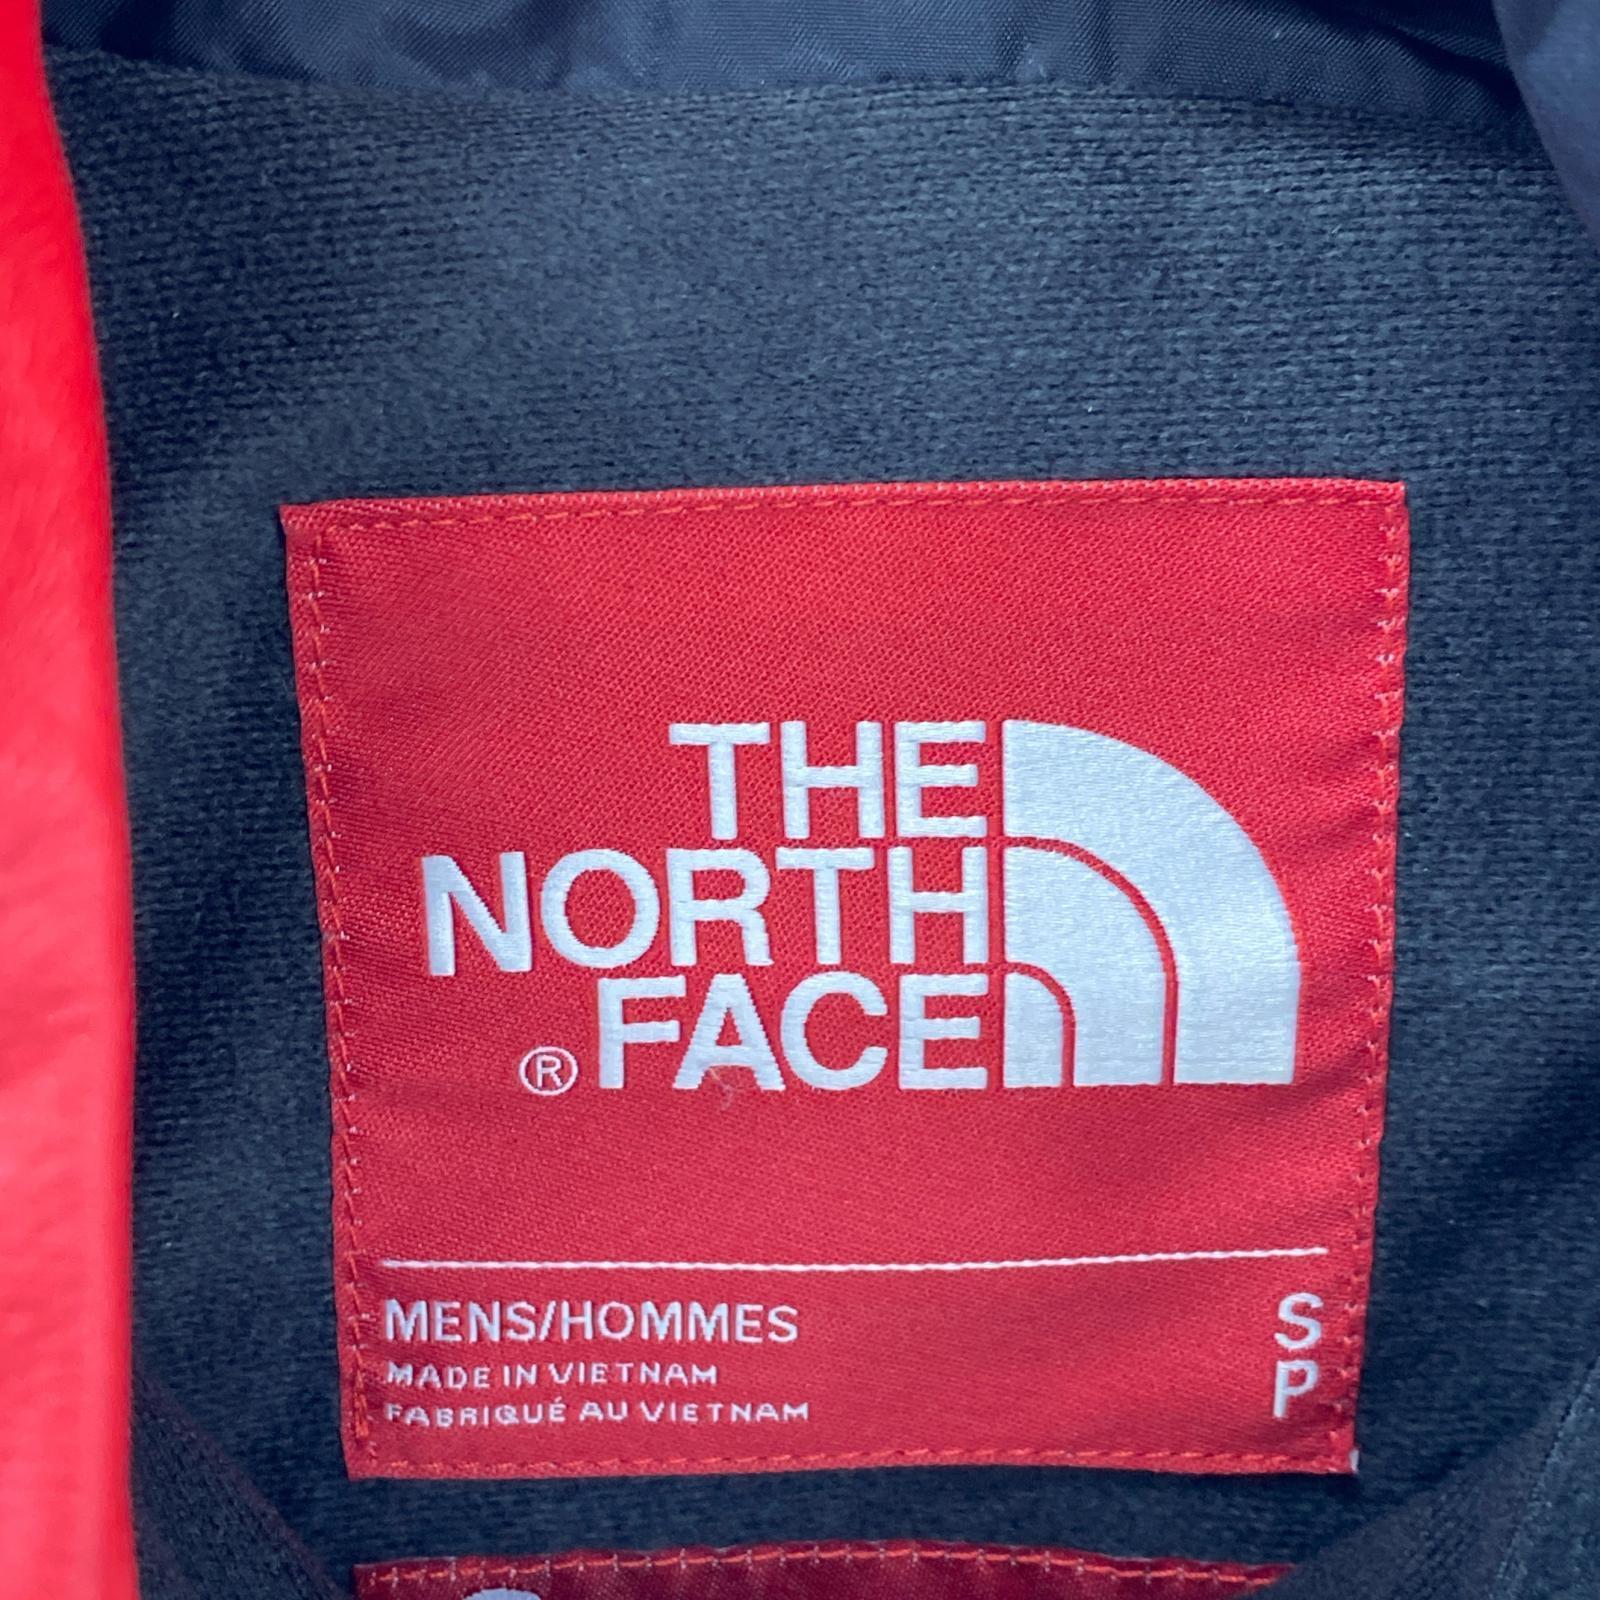 THE
NORTH
FACE
®
MENS/HOMMES
S
MADE IN VIETNAM
P
FABRIQUÉ AU VIETNAM